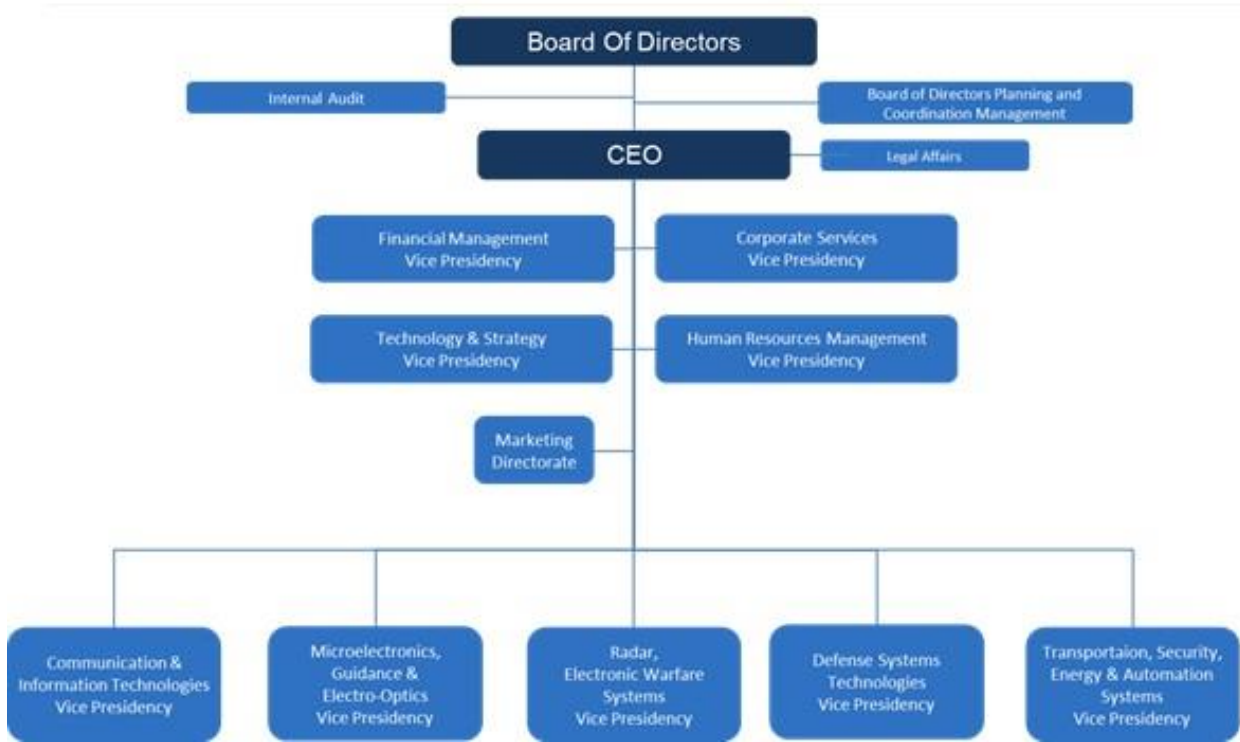 Board Of Directors
Internal Audit
Board of Directors Planning and
Coordination Management
CEO
Legal Affairs
Financial Management
Vice Presidency
Corporate Services
Vice Presidency
Technology & Strategy
Vice Presidency
Human Resources Management
Vice Presidency
Marketing
Directorate
Communication &
Information Technologies
Vice Presidency
Microelectronics,
Guidance &
Electro-Optics
Vice Presidency
Radar,
Electronic Warfare
Systems
Vice Presidency
Defense Systems
Technologies
Vice Presidency
Transportaion, Security,
Energy & Automation
Systems
Vice Presidency